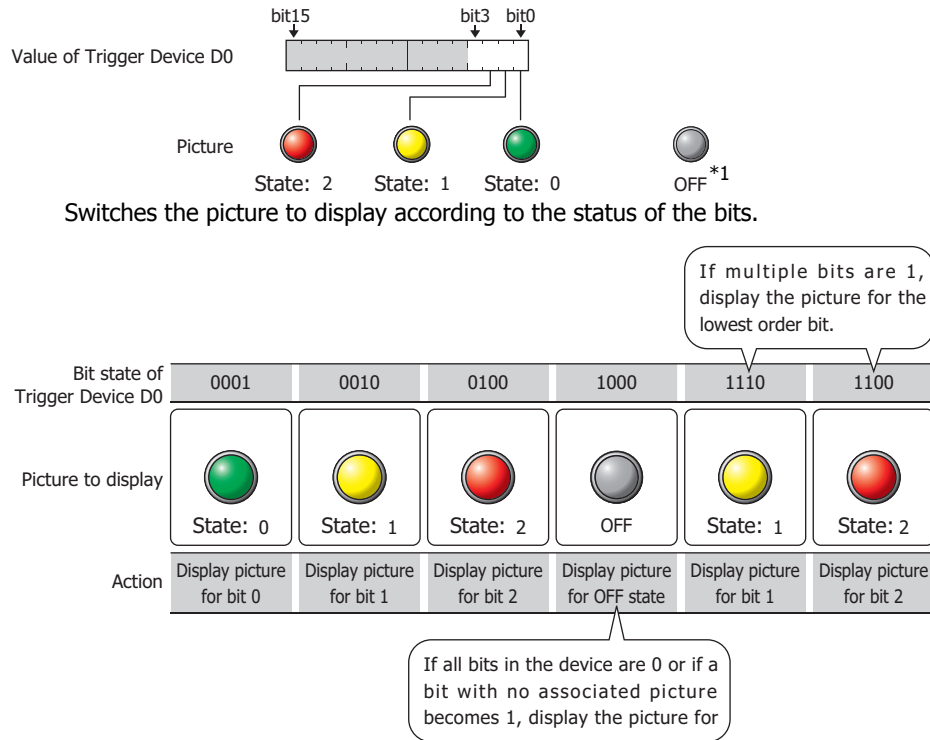 bit15 bit3 bit0
Value of Trigger Device D0
Picture
State: 2 State: 1 State: 0 OFF *1
Switches the picture to display according to the status of the bits.
If multiple bits are 1,
display the picture for the
lowest order bit.
Bit state of
Trigger Device D0
0001 0010 0100 1000 1110 1100
Picture to display
State: 0 State: 1 State: 2 OFF State: 1 State: 2
Action
Display picture Display picture Display picture Display picture Display picture Display picture
for bit 0 for bit 1 for bit 2 for OFF state for bit 1 for bit 2
If all bits in the device are 0 or if a
bit with no associated picture
becomes 1, display the picture for